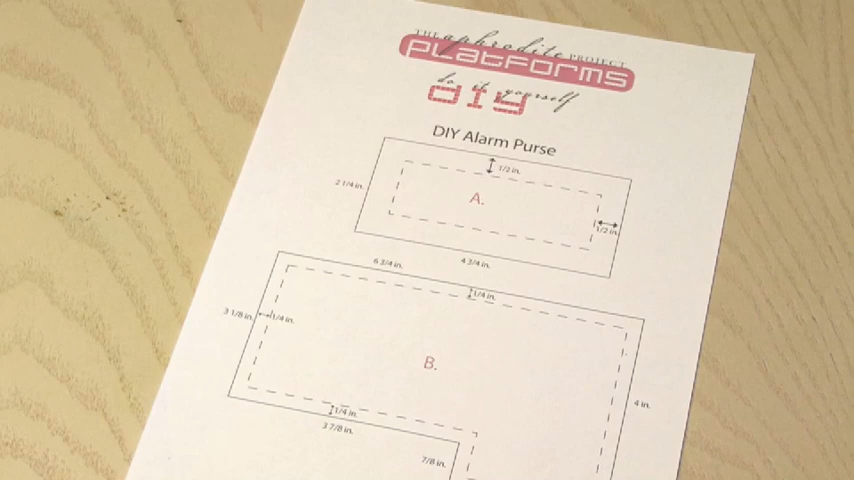 THE aphrodite PROJECT
PLATFORMS
do it yourself
DIY
DIY Alarm Purse
1/2 in.
2 1/4 in.
A.
1/2 in.
4 3/4 in.
6 3/4 in.
1/4 in.
3 1/8 in.
1/4 in.
B.
4 in.
1/4 in.
3 7/8 in.
7/8 in.